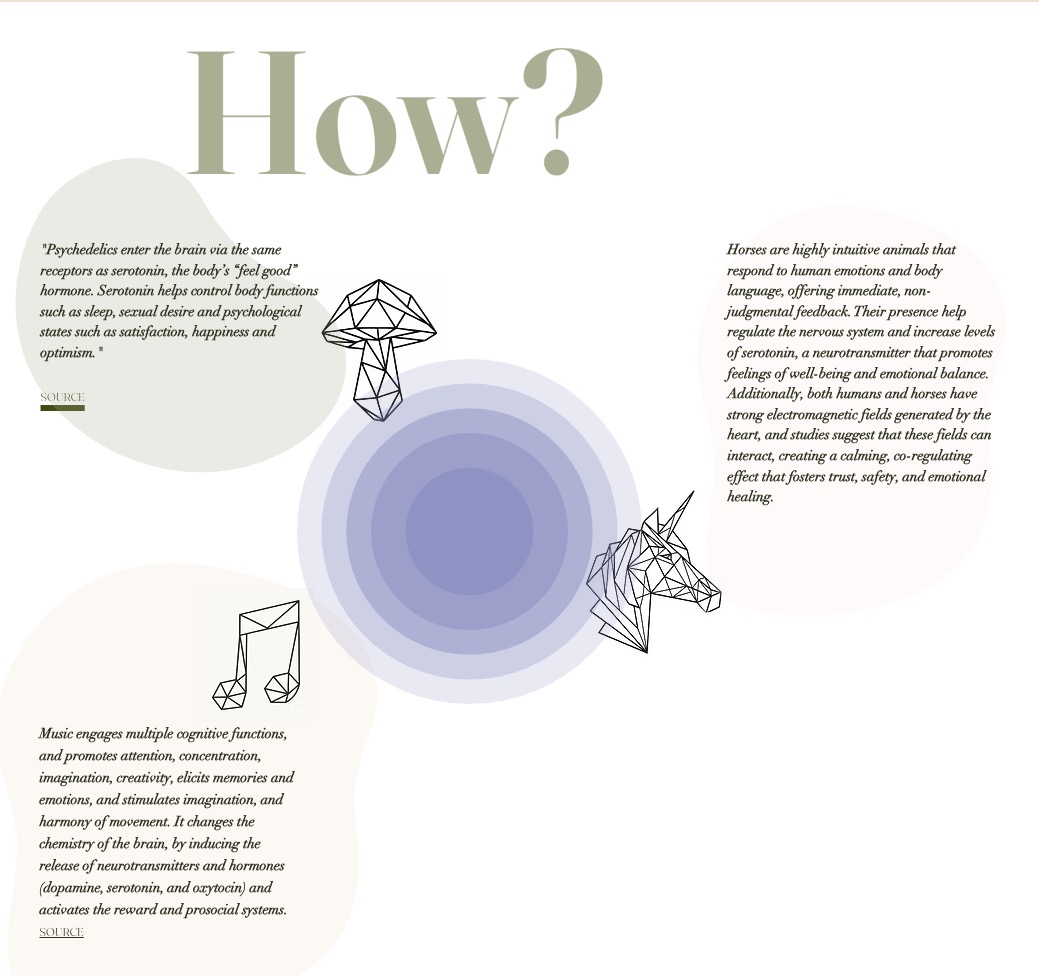 How?
"Psychedelics enter the brain via the same
receptors as serotonin, the body's “feel good”
hormone. Serotonin helps control body functions
such as sleep, sexual desire and psychological
states such as satisfaction, happiness and
optimism. "
SOURCE
Horses are highly intuitive animals that
respond to human emotions and body
language, offering immediate, non-
judgmental feedback. Their presence help
regulate the nervous system and increase levels
of serotonin, a neurotransmitter that promotes
feelings of well-being and emotional balance.
Additionally, both humans and horses have
strong electromagnetic fields generated by the
heart, and studies suggest that these fields can
interact, creating a calming, co-regulating
effect that fosters trust, safety, and emotional
healing.
Music engages multiple cognitive functions,
and promotes attention, concentration,
imagination, creativity, elicits memories and
emotions, and stimulates imagination, and
harmony of movement. It changes the
chemistry of the brain, by inducing the
release of neurotransmitters and hormones
(dopamine, serotonin, and oxytocin) and
activates the reward and prosocial systems.
SOURCE